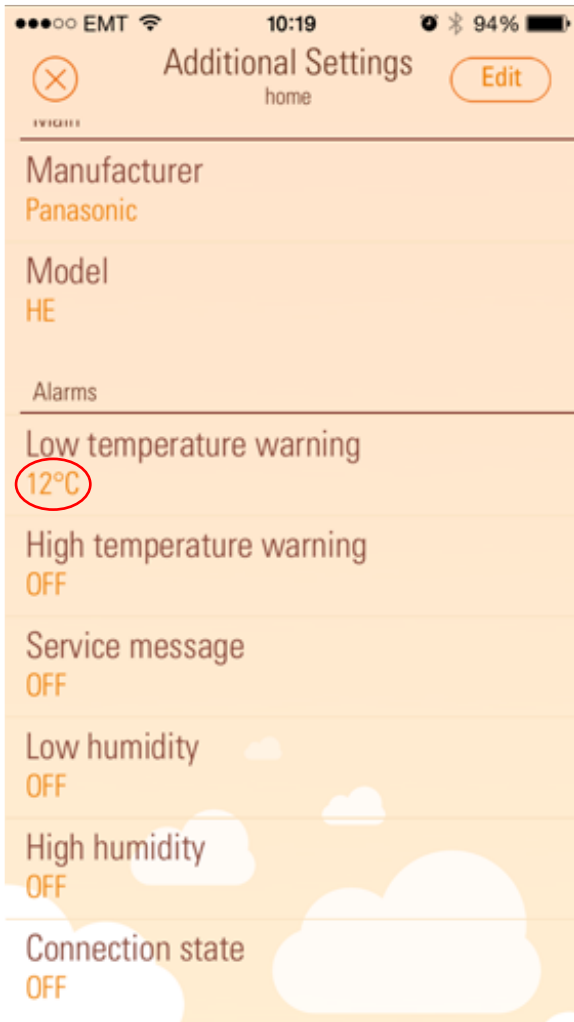 EMT 10:19 94%
Additional Settings
home
Edit
Main
Manufacturer
Panasonic
Model
HE
Alarms
Low temperature warning
12°C
High temperature warning
OFF
Service message
OFF
Low humidity
OFF
High humidity
OFF
Connection state
OFF